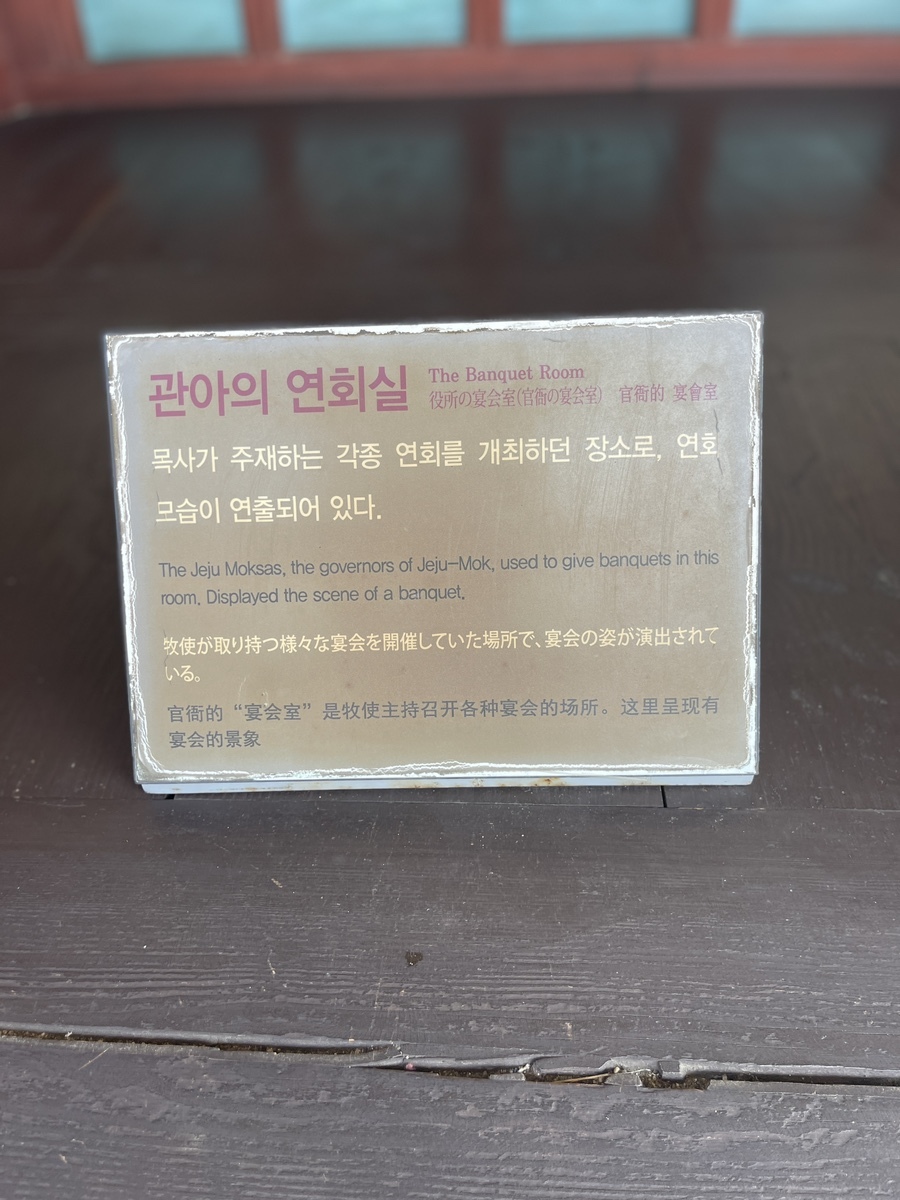 관아의 연회실 The Banquet Room
役所の宴会室(官衙の宴会室) 官衙的 宴會室
목사가 주재하는 각종 연회를 개최하던 장소로, 연회
모습이 연출되어 있다.
The Jeju Moksas, the governors of Jeju-Mok, used to give banquets in this
room. Displayed the scene of a banquet.
牧使が取り持つ様々な宴会を開催していた場所で、宴会の姿が演出されて
いる。
官衙的“宴会室”是牧使主持召开各种宴会的场所。这里呈现有
宴会的景象